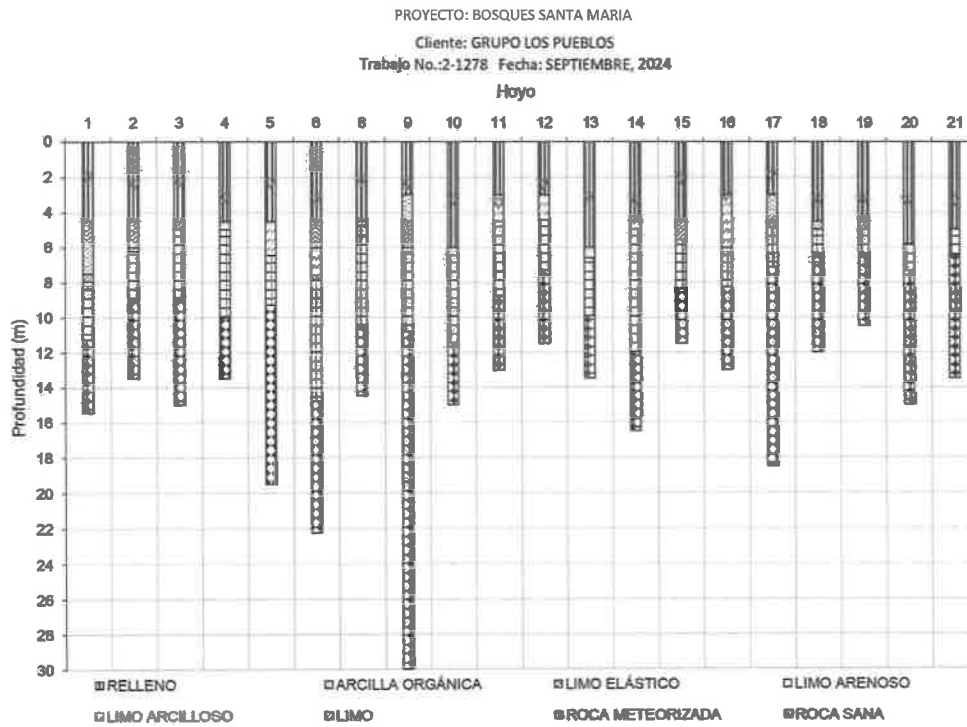 PROYECTO: BOSQUES SANTA MARIA
Cliente: GRUPO LOS PUEBLOS
Trabajo No.:2-1278 Fecha: SEPTIEMBRE, 2024
Hoyo
1 2 3 4 5 6 8 9 10 11 12 13 14 15 16 17 18 19 20 21
0
2
4
6
8
10
12
14
16
18
20
22
24
26
28
30
Profundidad (m)
RELLENO ARCILLA ORGÁNICA LIMO ELÁSTICO LIMO ARENOSO
LIMO ARCILLOSO LIMO ROCA METEORIZADA ROCA SANA